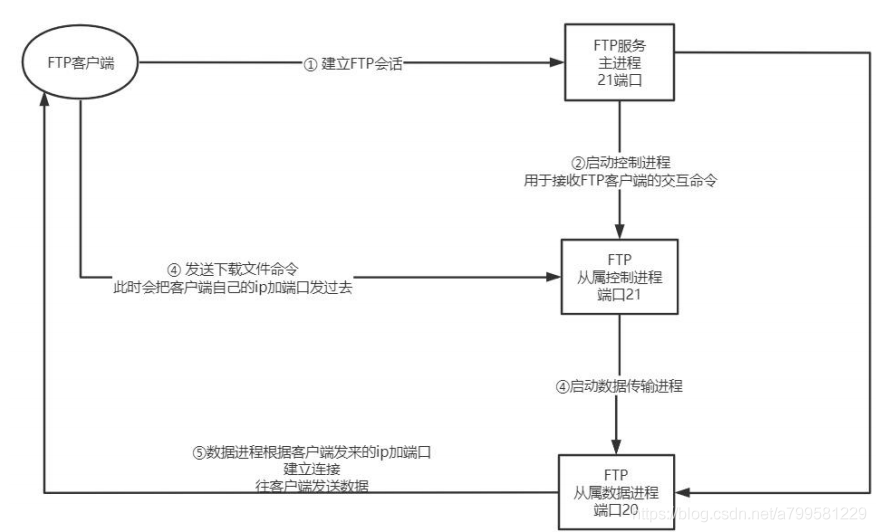 FTP客户端
① 建立FTP会话
FTP服务
主进程
21端口
②启动控制进程
用于接收FTP客户端的交互命令
④ 发送下载文件命令
此时会把客户端自己的ip加端口发过去
FTP
从属控制进程
端口21
④启动数据传输进程
⑤数据进程根据客户端发来的ip加端口
建立连接
往客户端发送数据
FTP
从属数据进程
端口20
https://blog.csdn.net/a799581229